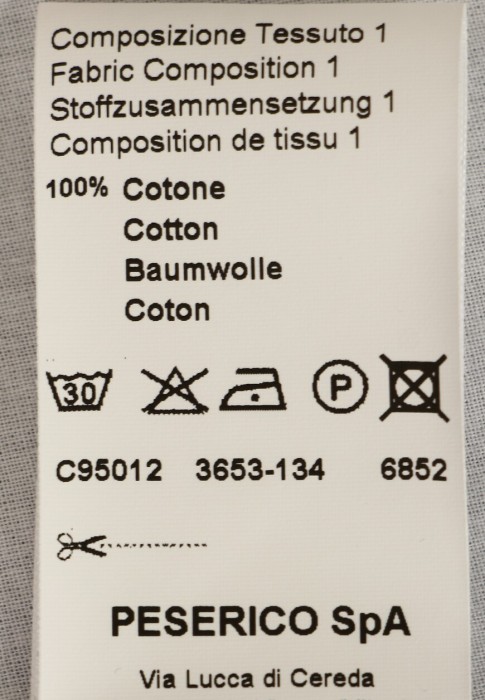 Composizione Tessuto 1
Fabric Composition 1
Stoffzusammensetzung 1
Composition de tissu 1
100% Cotone
Cotton
Baumwolle
Coton
30 P
C95012 3653-134 6852
PESERICO SpA
Via Lucca di Cereda